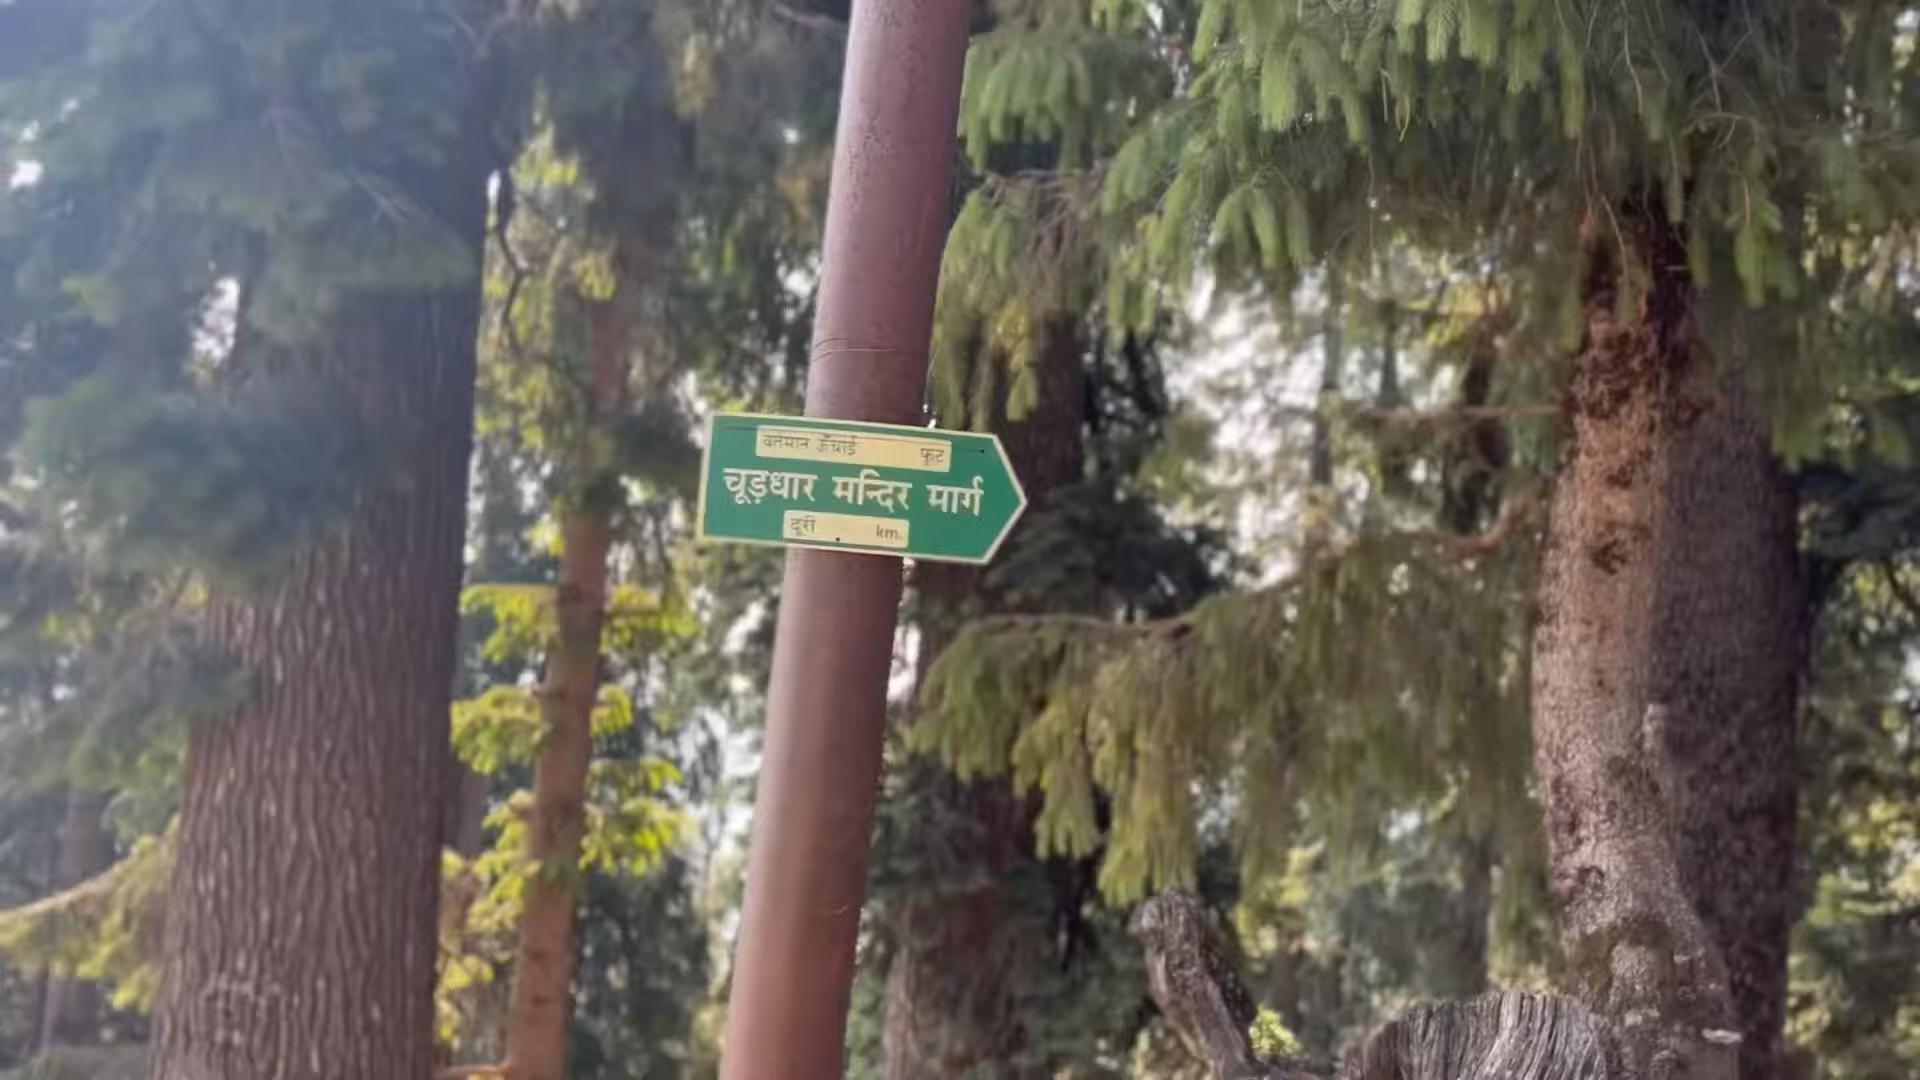 वर्तमान ऊँचाई फूट
चूड़धार मन्दिर मार्ग
दूरी km.